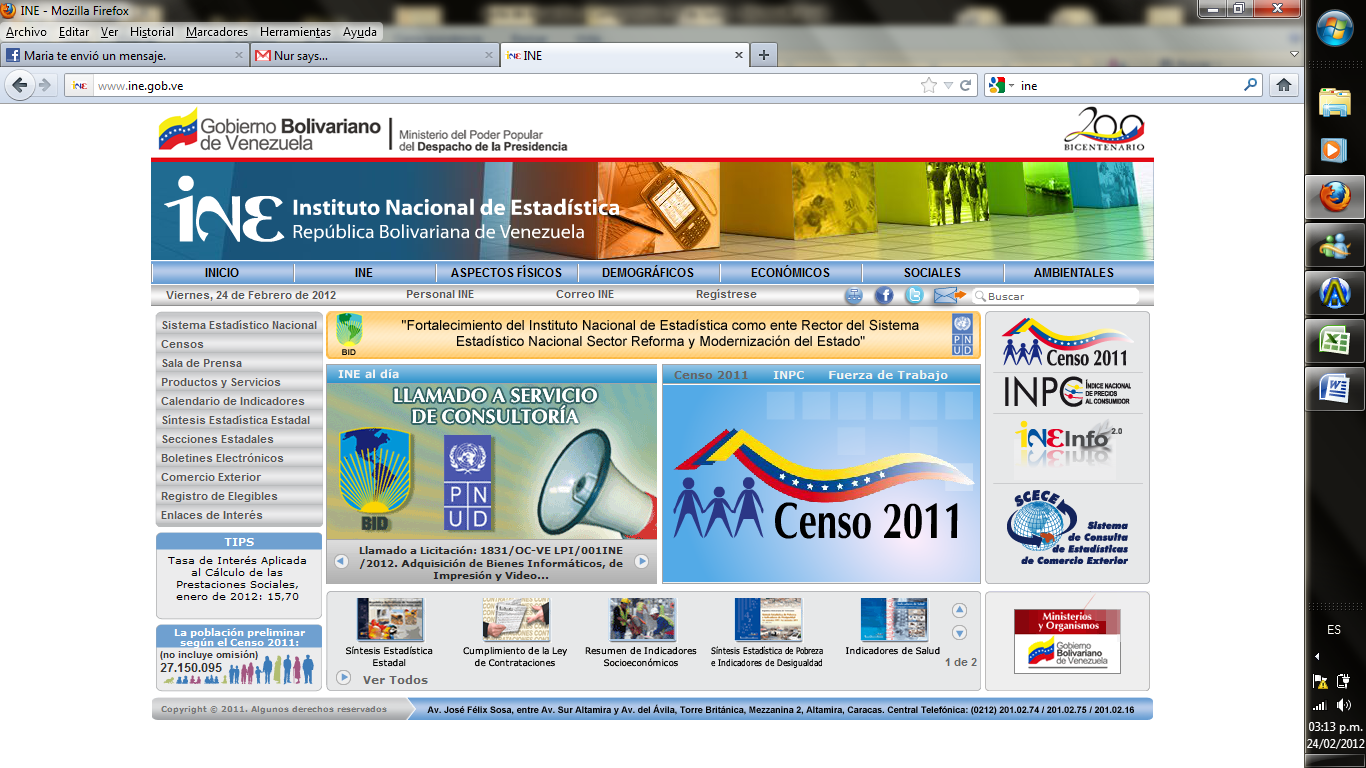 INE - Mozilla Firefox
Archivo Editar Ver Historial Marcadores Herramientas Ayuda
Maria te envió un mensaje.
Nur says...
iNE INE
www.ine.gob.ve
ine
Gobierno Bolivariano
de Venezuela
Ministerio del Poder Popular
del Despacho de la Presidencia
200
BICENTENARIO
iNE
Instituto Nacional de Estadística
República Bolivariana de Venezuela
INICIO INE ASPECTOS FÍSICOS DEMOGRÁFICOS ECONÓMICOS SOCIALES AMBIENTALES
Viernes, 24 de Febrero de 2012 Personal INE Correo INE Regístrese Buscar
Sistema Estadístico Nacional
Censos
Sala de Prensa
Productos y Servicios
Calendario de Indicadores
Síntesis Estadística Estadal
Secciones Estadales
Boletines Electrónicos
Comercio Exterior
Registro de Elegibles
Enlaces de Interés
TIPS
Tasa de Interés Aplicada
al Cálculo de las
Prestaciones Sociales,
enero de 2012: 15,70
La población preliminar
según el Censo 2011:
(no incluye omisión)
27.150.095
BID
"Fortalecimiento del Instituto Nacional de Estadística como ente Rector del Sistema
Estadístico Nacional Sector Reforma y Modernización del Estado"
PN
UD
INE al día
LLAMADO A SERVICIO
DE CONSULTORÍA
BID
PN
UD
Llamado a Licitación: 1831/OC-VE LPI/001INE
/2012. Adquisición de Bienes Informáticos, de
Impresión y Video...
Censo 2011 INPC Fuerza de Trabajo
Censo 2011
Censo 2011
INPC
ÍNDICE NACIONAL
DE PRECIOS
AL CONSUMIDOR
iNEInfo 2.0
SCECE
Sistema
de Consulta
de Estadísticas
de Comercio Exterior
Síntesis Estadística
Estadal
Cumplimiento de la Ley
de Contrataciones
Resumen de Indicadores
Socioeconómicos
Síntesis Estadística de Pobreza
e Indicadores de Desigualdad
Indicadores de Salud
1 de 2
Ver Todos
Ministerios
y Organismos
Gobierno
Bolivariano
de Venezuela
Copyright © 2011. Algunos derechos reservados
Av. José Félix Sosa, entre Av. Sur Altamira y Av. del Ávila, Torre Británica, Mezzanina 2, Altamira, Caracas. Central Telefónica: (0212) 201.02.74 / 201.02.75 / 201.02.16
ES
03:13 p.m.
24/02/2012